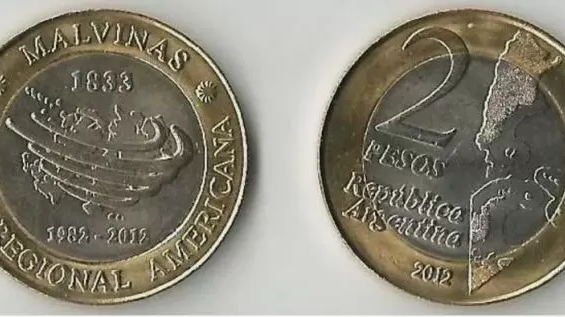 MALVINAS
1833
1982-2012
REGIONAL AMERICANA
2
PESOS
República
Argentina
2012